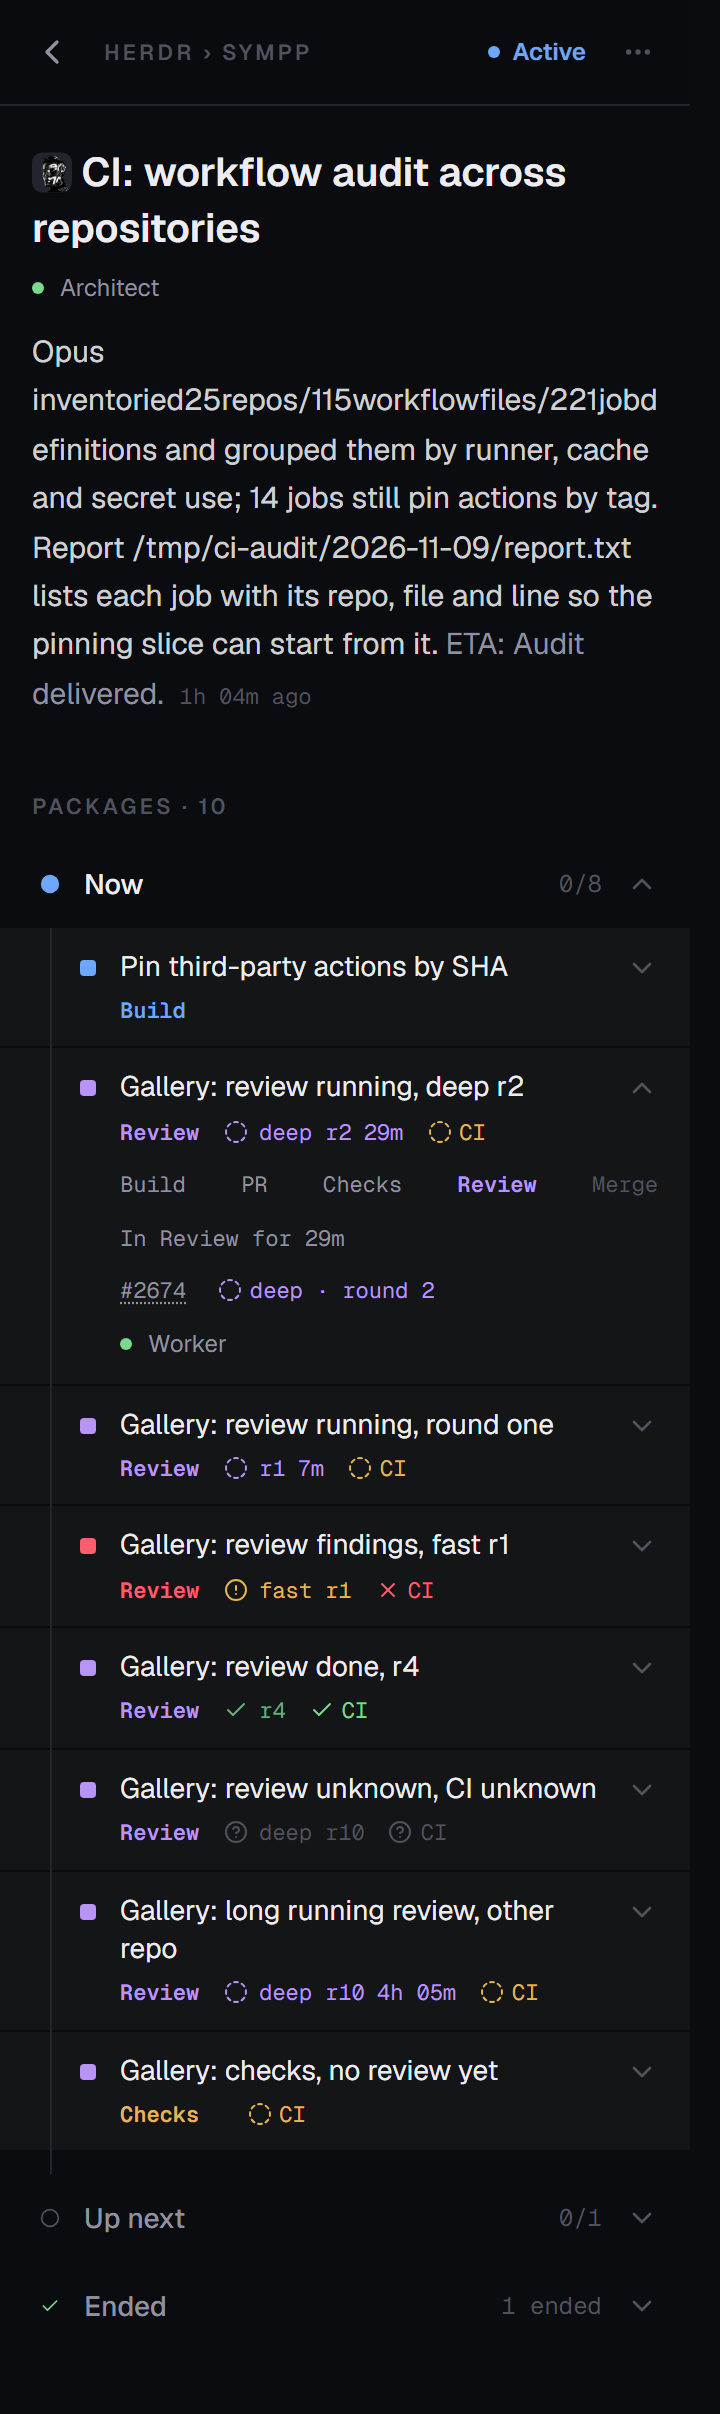 HERDR › SYMPP
Active
CI: workflow audit across
repositories
Architect
Opus
inventoried25repos/115workflowfiles/221jobd
efinitions and grouped them by runner, cache
and secret use; 14 jobs still pin actions by tag.
Report /tmp/ci-audit/2026-11-09/report.txt
lists each job with its repo, file and line so the
pinning slice can start from it. ETA: Audit
delivered. 1h 04m ago
PACKAGES · 10
Now 0/8
Pin third-party actions by SHA
Build
Gallery: review running, deep r2
Review deep r2 29m CI
Build PR Checks Review Merge
In Review for 29m
#2674 deep · round 2
Worker
Gallery: review running, round one
Review r1 7m CI
Gallery: review findings, fast r1
Review fast r1 CI
Gallery: review done, r4
Review r4 CI
Gallery: review unknown, CI unknown
Review deep r10 CI
Gallery: long running review, other
repo
Review deep r10 4h 05m CI
Gallery: checks, no review yet
Checks CI
Up next 0/1
Ended 1 ended